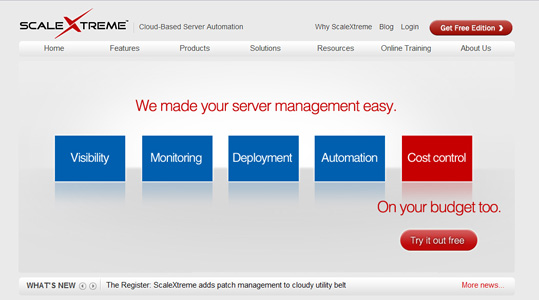 SCALEXTREME Cloud-Based Server Automation Why ScaleXtreme Blog Login Get Free Edition
Home Features Products Solutions Resources Online Training About Us
We made your server management easy.
Visibility Monitoring Deployment Automation Cost control
On your budget too.
Try it out free
WHAT'S NEW The Register: ScaleXtreme adds patch management to cloudy utility belt More news...